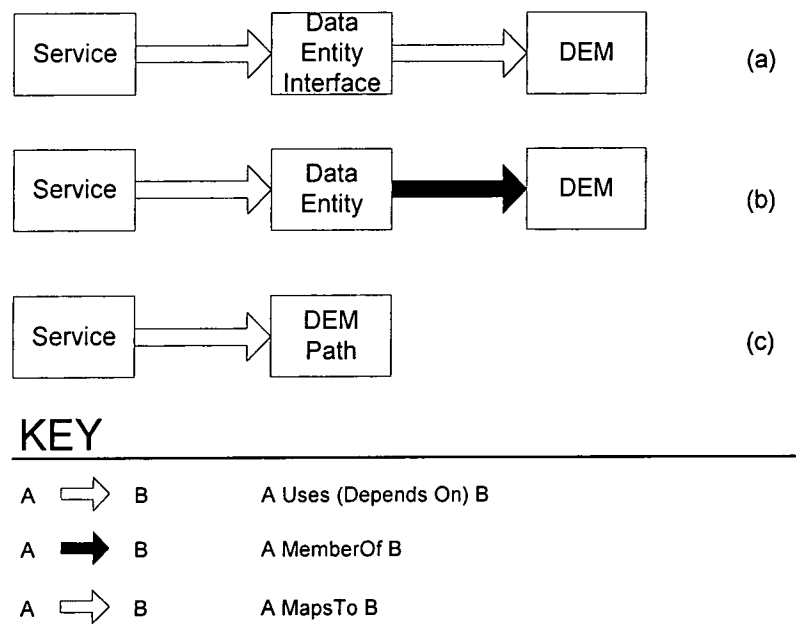 Service
Data
Entity
Interface
DEM
(a)
Service
Data
Entity
DEM
(b)
Service
DEM
Path
(c)
KEY
A B A Uses (Depends On) B
A B A MemberOf B
A B A MapsTo B